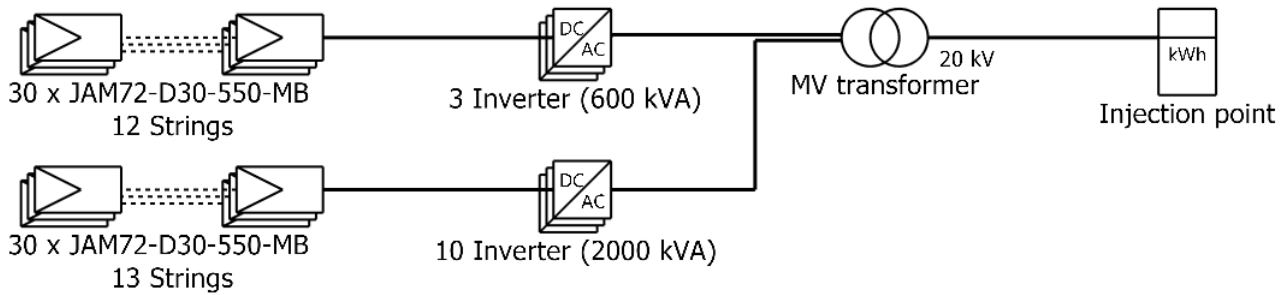 DC
AC
30 x JAM72-D30-550-MB
12 Strings
3 Inverter (600 kVA)
20 kV
MV transformer
kWh
Injection point
DC
AC
30 x JAM72-D30-550-MB
13 Strings
10 Inverter (2000 kVA)